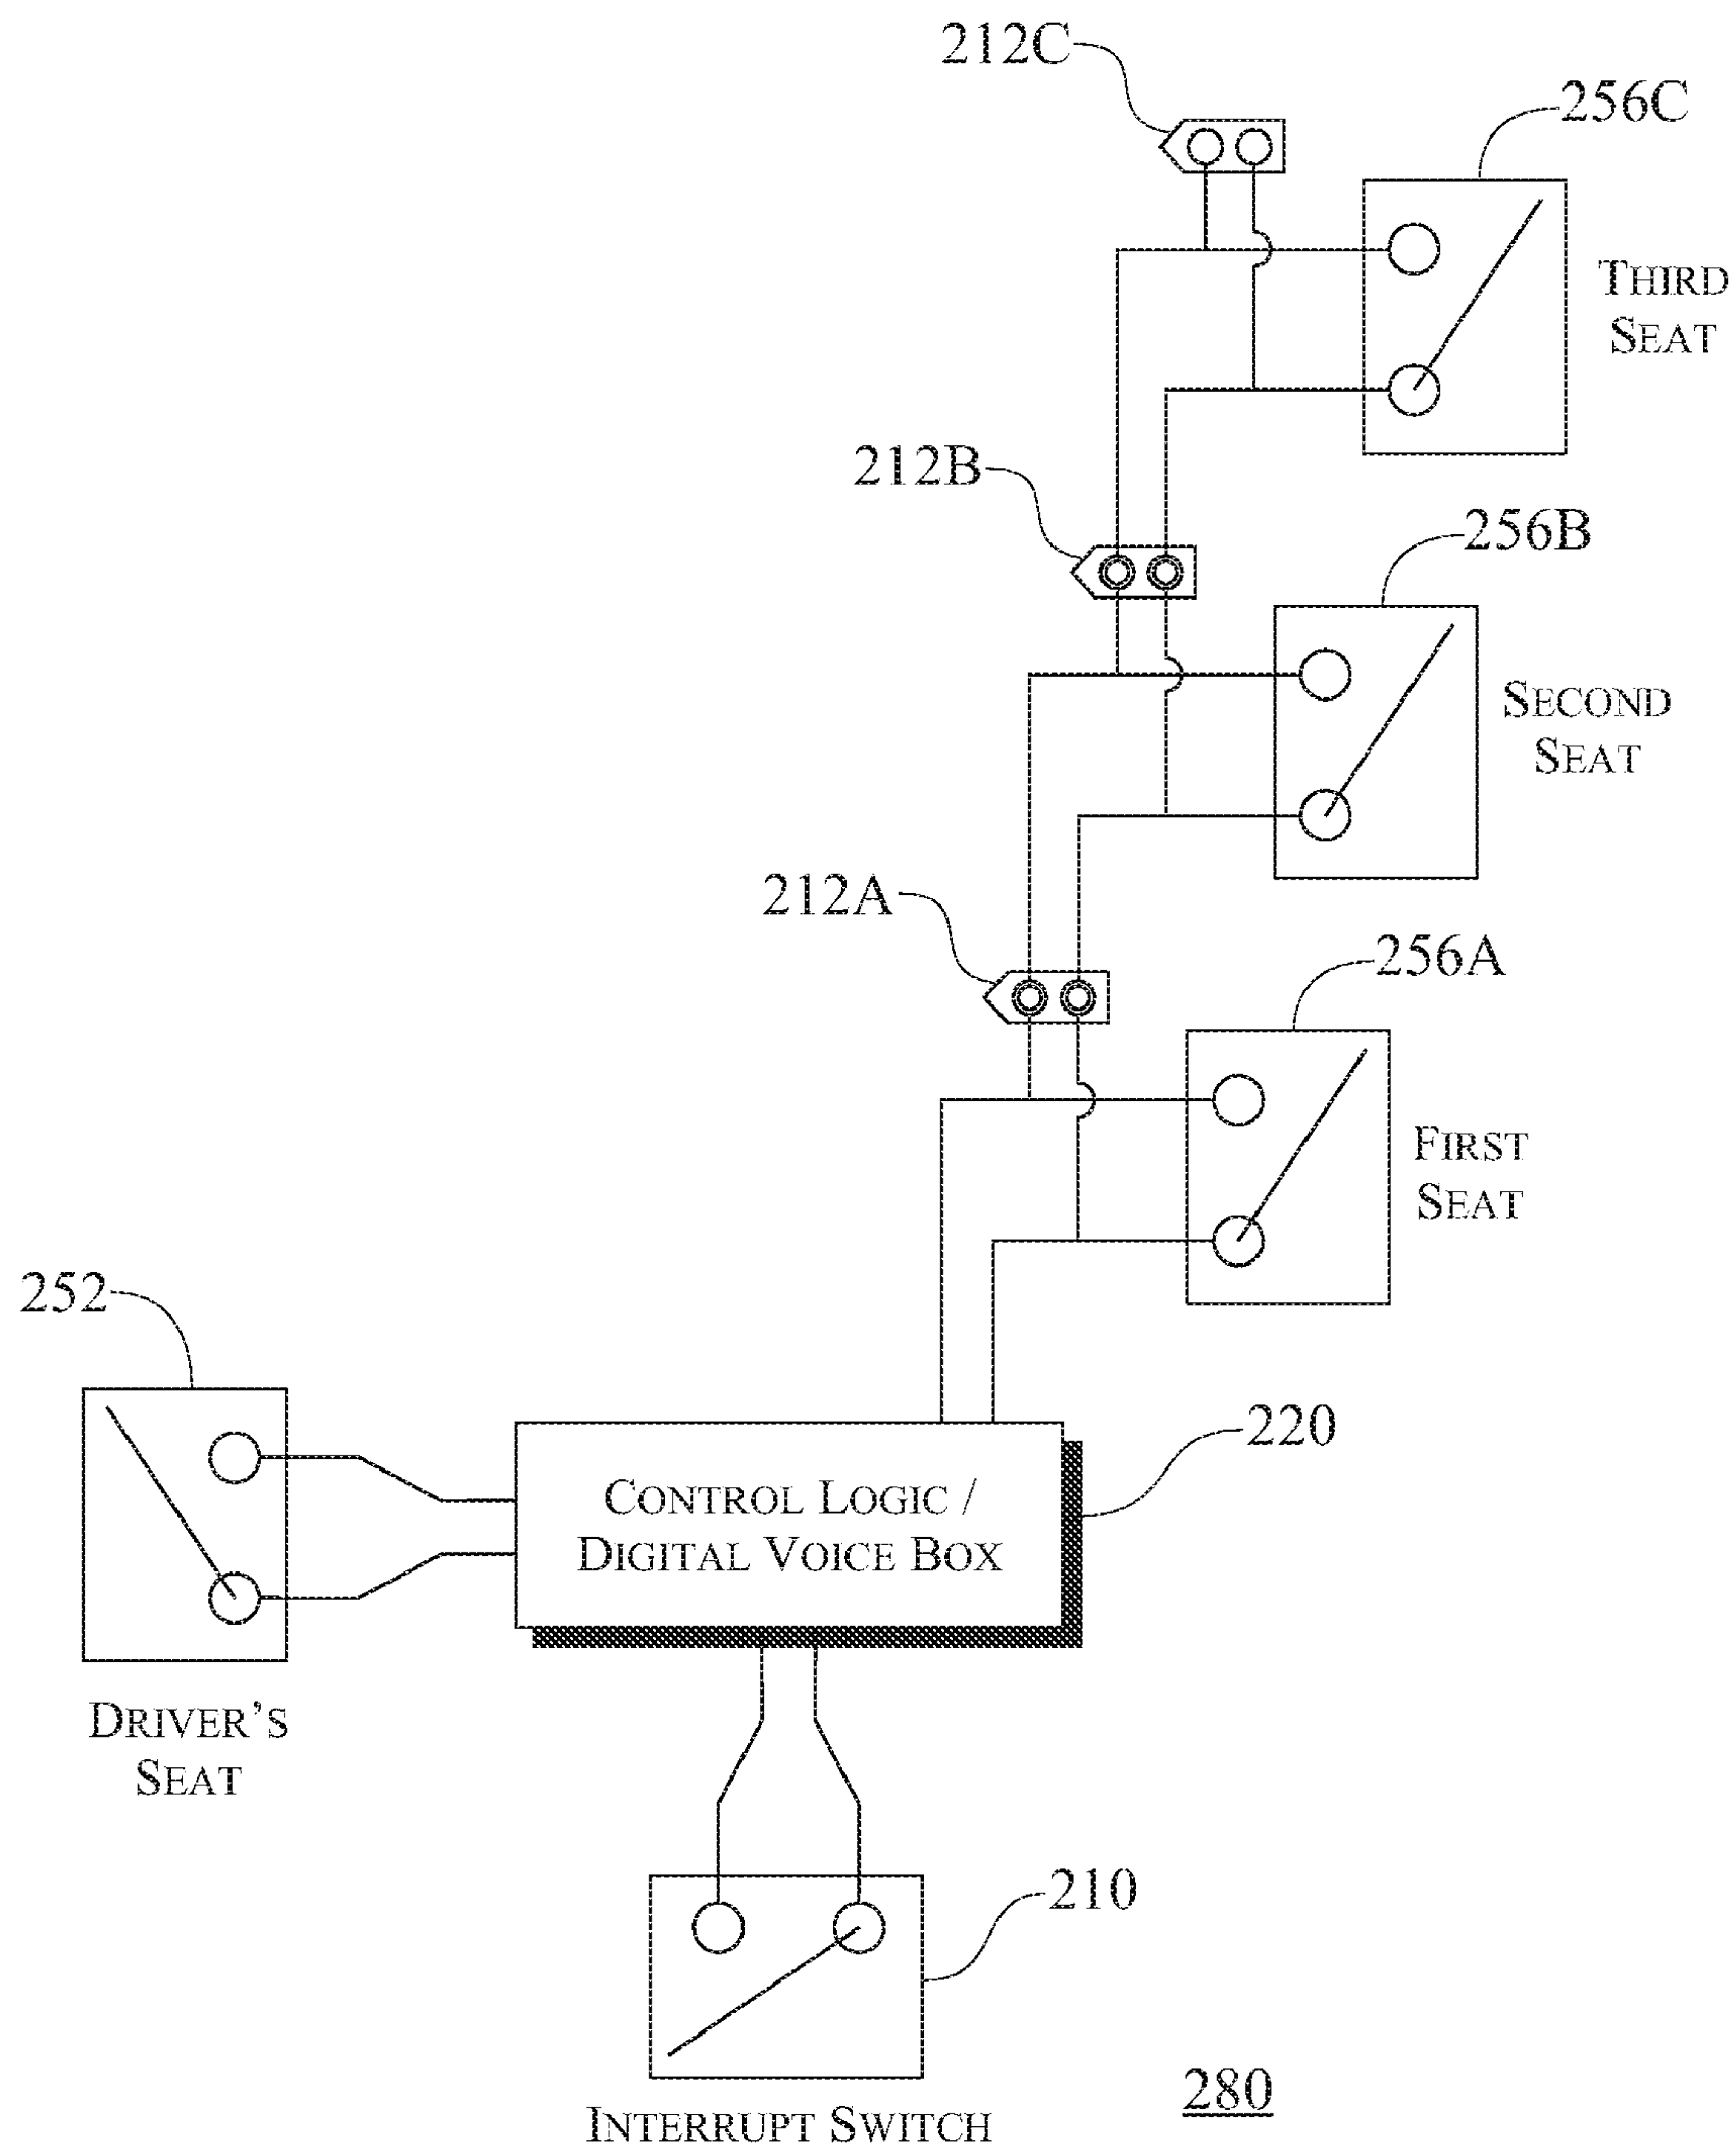 212C
256C
THIRD
SEAT
212B
256B
SECOND
SEAT
212A
256A
FIRST
SEAT
252
220
CONTROL LOGIC /
DIGITAL VOICE BOX
DRIVER'S
SEAT
210
280
INTERRUPT SWITCH